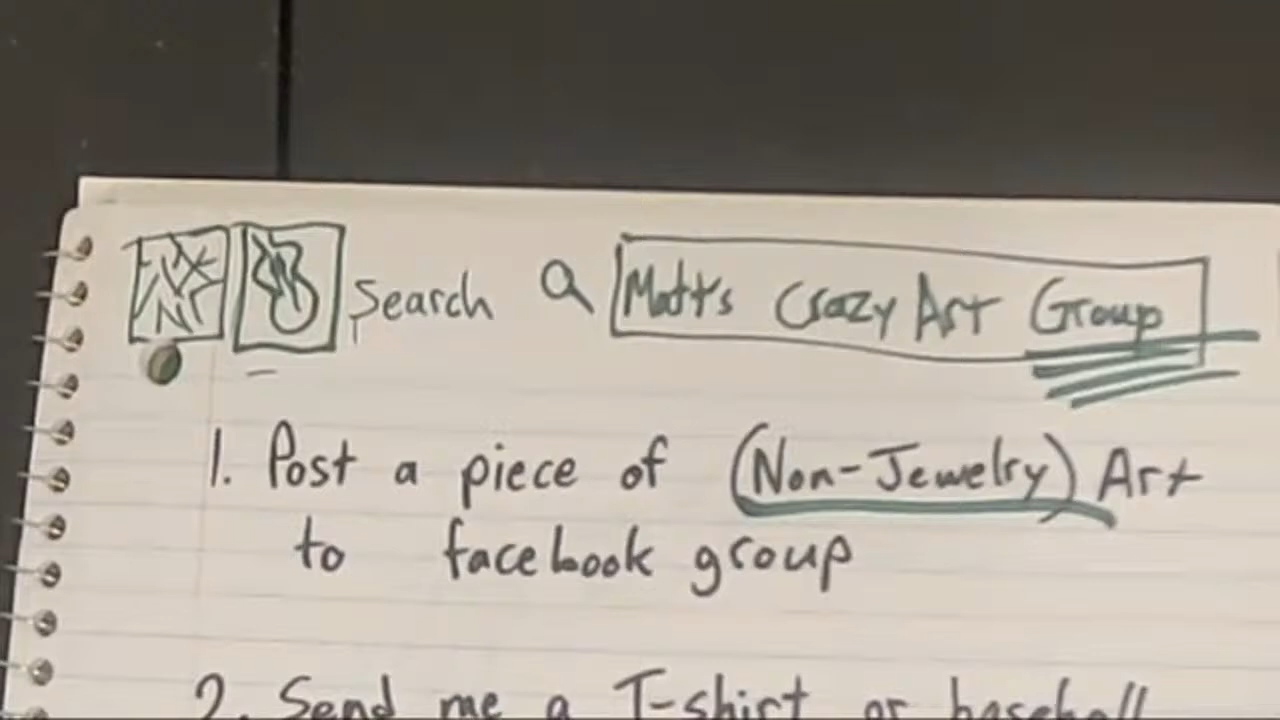 Search Matt's Crazy Art Group
1. Post a piece of (Non-Jewelry) Art
to facebook group
2. Send me a T-shirt or baseball